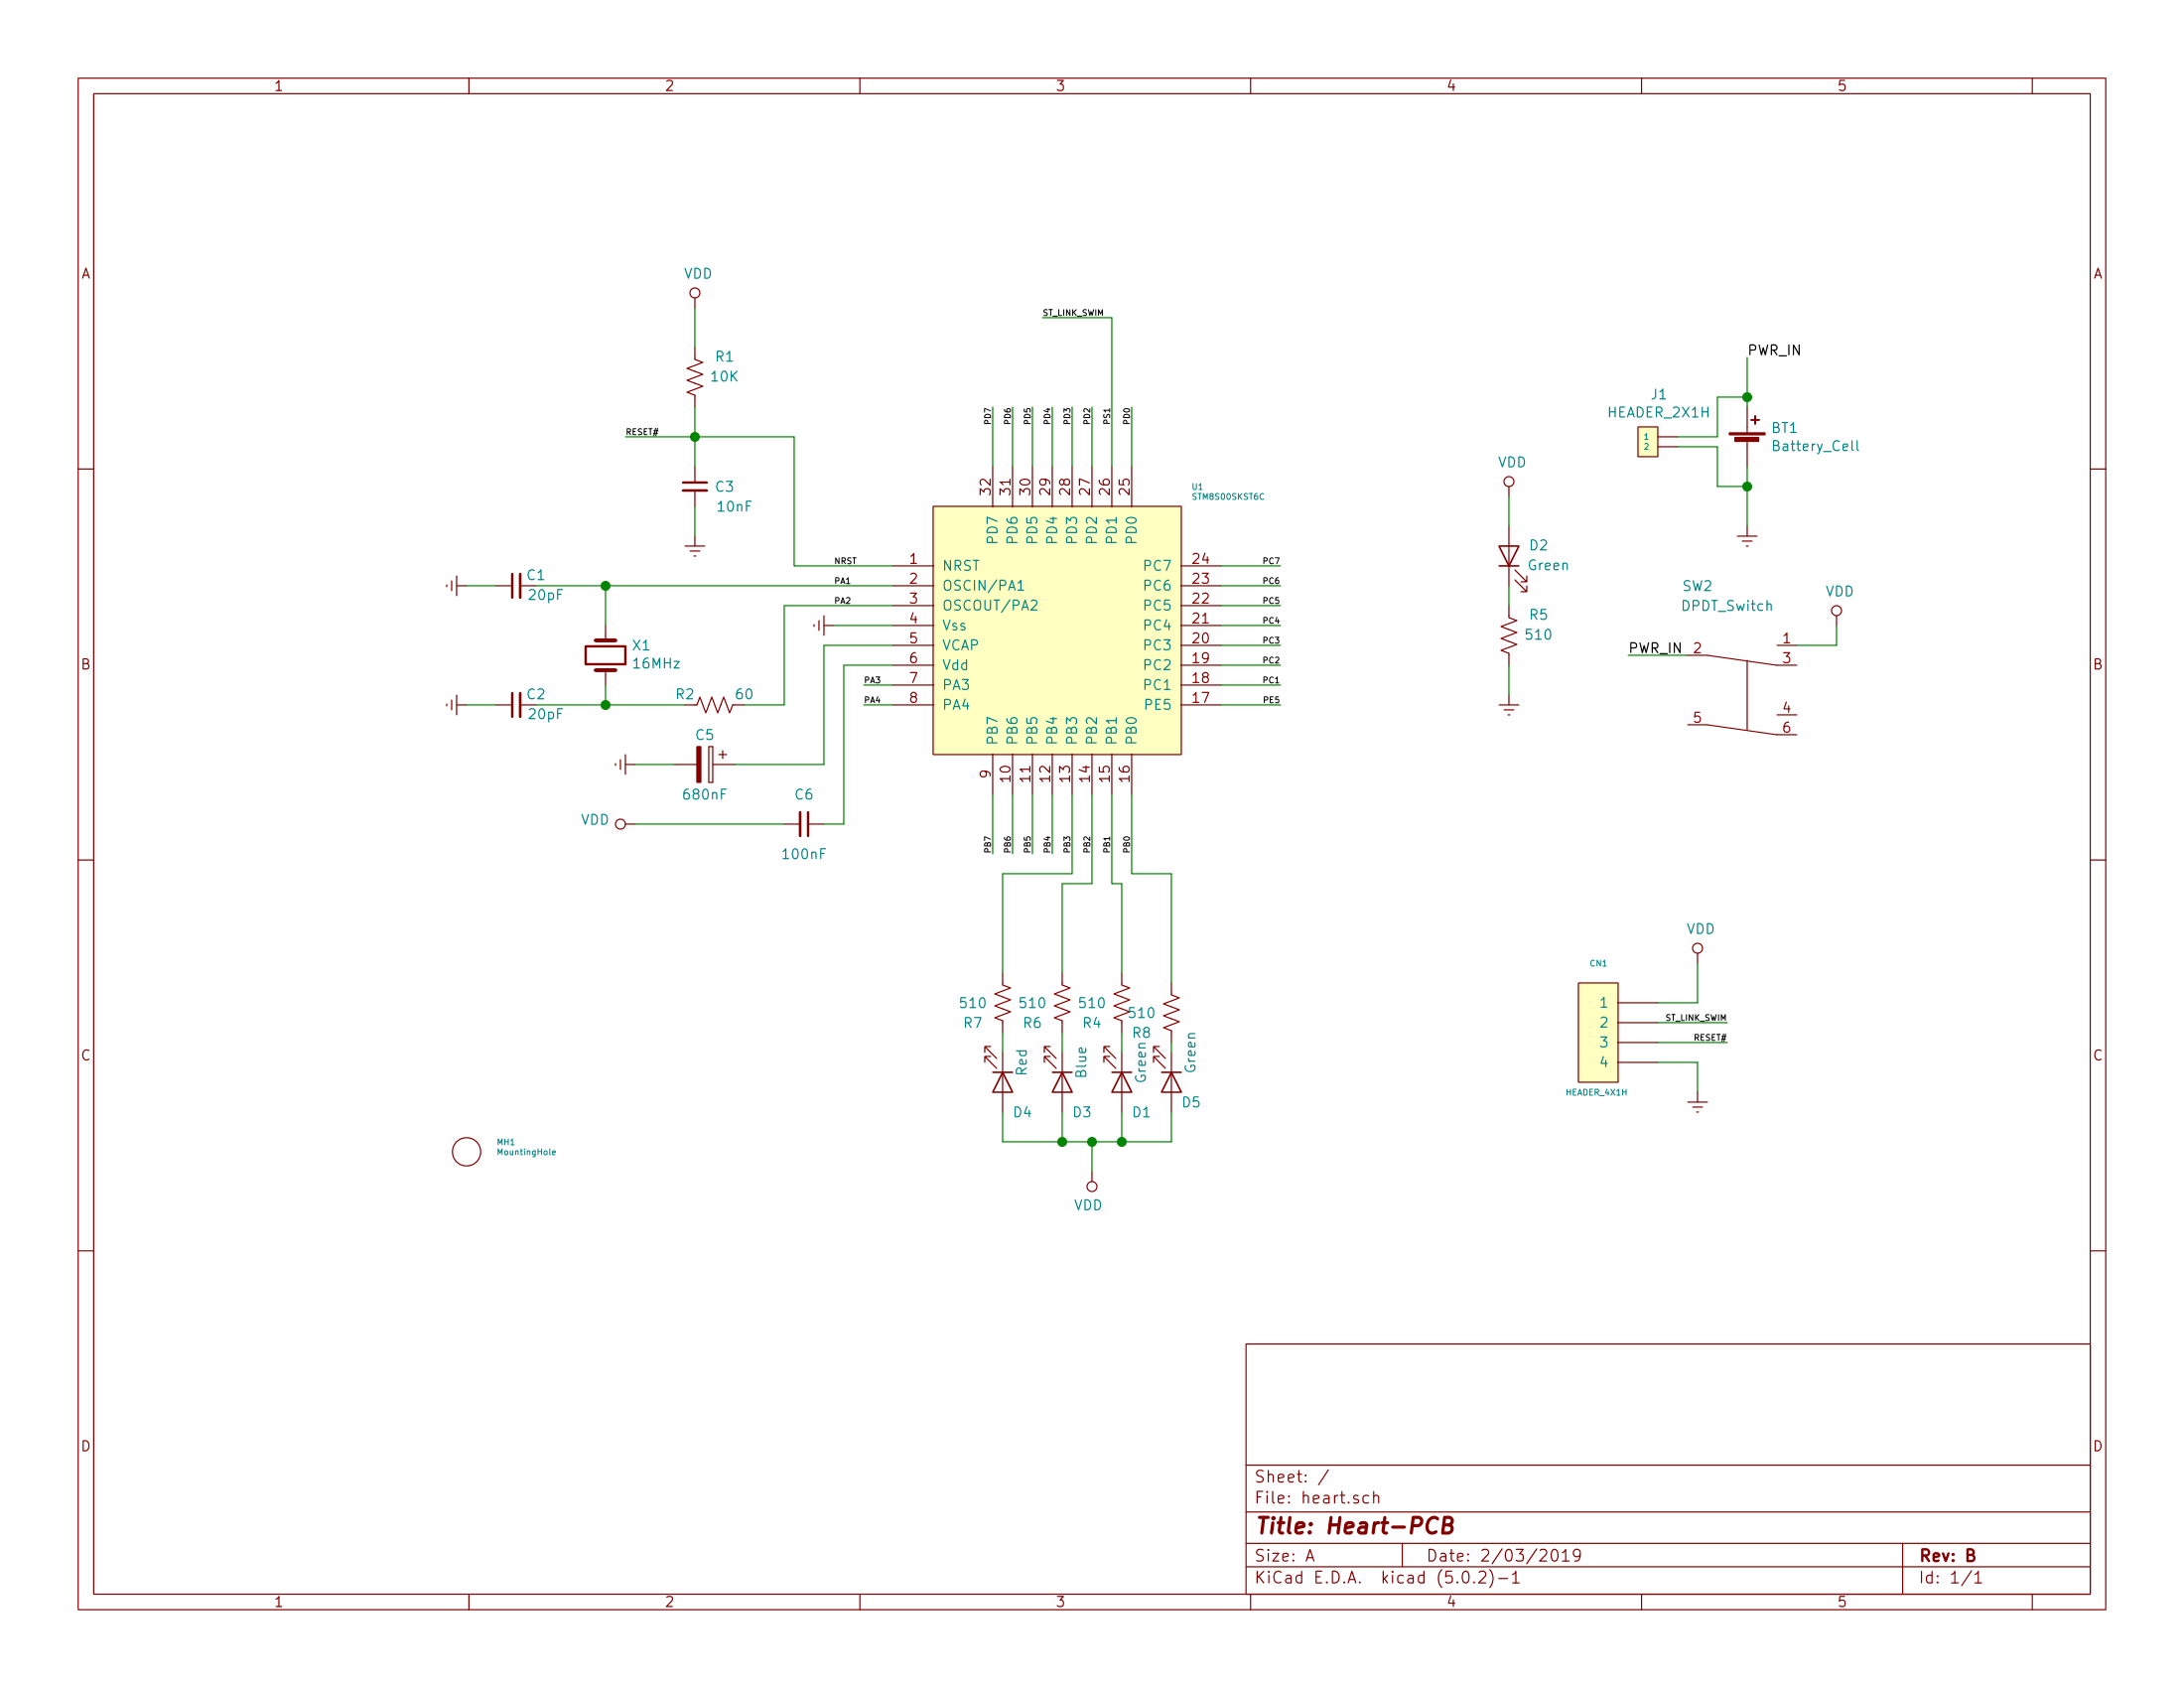 1 2 3 4 5
A A
B B
C C
D D
VDD
R1
10K
RESET#
C3
10nF
C1
20pF
X1
16MHz
C2
20pF
R2 60
C5
+
680nF
VDD
C6
100nF
NRST
PA1
PA2
PA3
PA4
ST_LINK_SWIM
PD7 PD6 PD5 PD4 PD3 PD2 PS1 PD0
32 31 30 29 28 27 26 25
U1
STM8S00SKST6C
PD7 PD6 PD5 PD4 PD3 PD2 PD1 PD0
1 NRST PC7 24 PC7
2 OSCIN/PA1 PC6 23 PC6
3 OSCOUT/PA2 PC5 22 PC5
4 Vss PC4 21 PC4
5 VCAP PC3 20 PC3
6 Vdd PC2 19 PC2
7 PA3 PC1 18 PC1
8 PA4 PE5 17 PE5
PB7 PB6 PB5 PB4 PB3 PB2 PB1 PB0
9 10 11 12 13 14 15 16
PB7 PB6 PB5 PB4 PB3 PB2 PB1 PB0
510 510 510 510
R7 R6 R4 R8
Red Blue Green Green
D4 D3 D1 D5
VDD
VDD
D2
Green
R5
510
PWR_IN
J1
HEADER_2X1H
1
2
+
BT1
Battery_Cell
SW2
DPDT_Switch
VDD
PWR_IN 2 1
3
5 4
6
VDD
CN1
1
2 ST_LINK_SWIM
3 RESET#
4
HEADER_4X1H
MH1
MountingHole
Sheet: /
File: heart.sch
Title: Heart-PCB
Size: A Date: 2/03/2019 Rev: B
KiCad E.D.A. kicad (5.0.2)-1 Id: 1/1
1 2 3 4 5